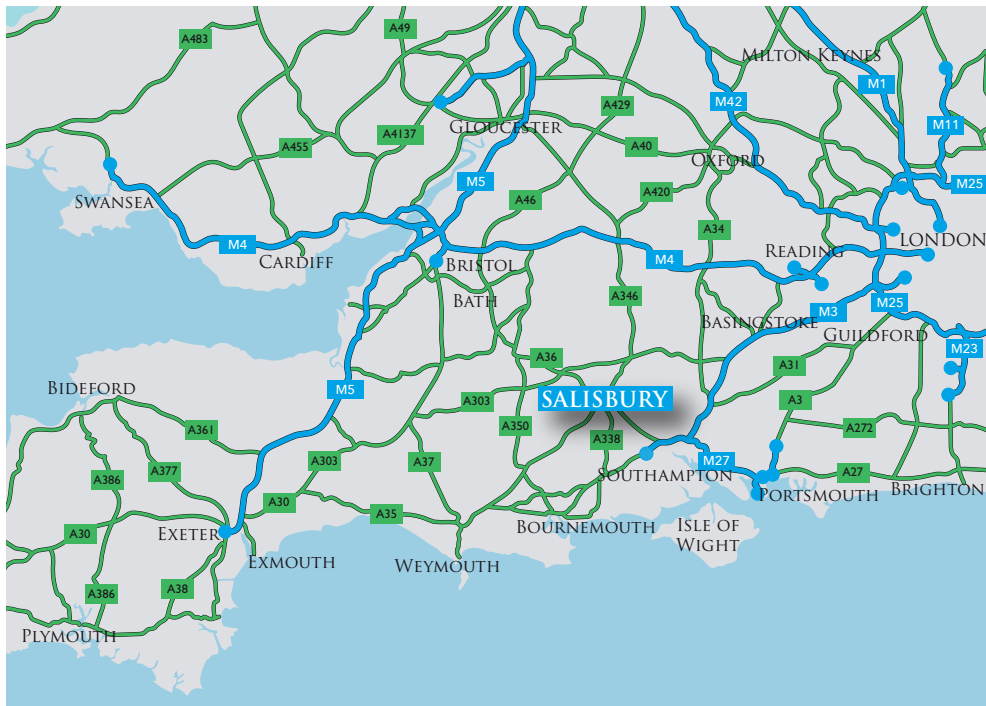 A49
A483
MILTON KEYNES
M1
M42
A429
M11
GLOUCESTER
A4137
A455
A40
OXFORD
M5
M25
A420
A46
SWANSEA
A34
M4
CARDIFF
LONDON
READING
M4
BRISTOL
BATH
A346
M25
M3
BASINGSTOKE
GUILDFORD
M23
A36
A31
BIDEFORD
M5
SALISBURY
A303
A3
A350
A272
A361
A338
A303
A37
M27
A377
A386
SOUTHAMPTON
A27
BRIGHTON
PORTSMOUTH
A30
A35
BOURNEMOUTH
ISLE OF
WIGHT
A30
EXETER
EXMOUTH
WEYMOUTH
A38
A386
PLYMOUTH